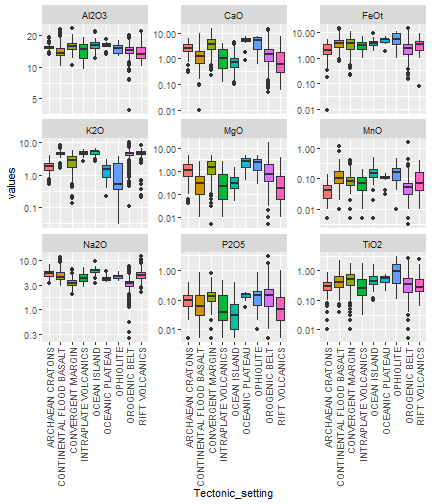 Al2O3 CaO FeOt
20 10.00 10.00
10 1.00 1.00
5 0.10 0.10
0.01 0.01
K2O MgO MnO
10.0 10.00 1.00
1.0 1.00 0.10
0.1 0.10 0.01
0.01
Na2O P2O5 TiO2
10.0 1.00 1.00
3.0 0.10 0.10
1.0 0.01 0.01
0.3
values
ARCHAEAN CRATONS
CONTINENTAL FLOOD BASALT
CONVERGENT MARGIN
INTRAPLATE VOLCANICS
OCEAN ISLAND
OCEANIC PLATEAU
OPHIOLITE
OROGENIC BELT
RIFT VOLCANICS
ARCHAEAN CRATONS
CONTINENTAL FLOOD BASALT
CONVERGENT MARGIN
INTRAPLATE VOLCANICS
OCEAN ISLAND
OCEANIC PLATEAU
OPHIOLITE
OROGENIC BELT
RIFT VOLCANICS
ARCHAEAN CRATONS
CONTINENTAL FLOOD BASALT
CONVERGENT MARGIN
INTRAPLATE VOLCANICS
OCEAN ISLAND
OCEANIC PLATEAU
OPHIOLITE
OROGENIC BELT
RIFT VOLCANICS
Tectonic_setting